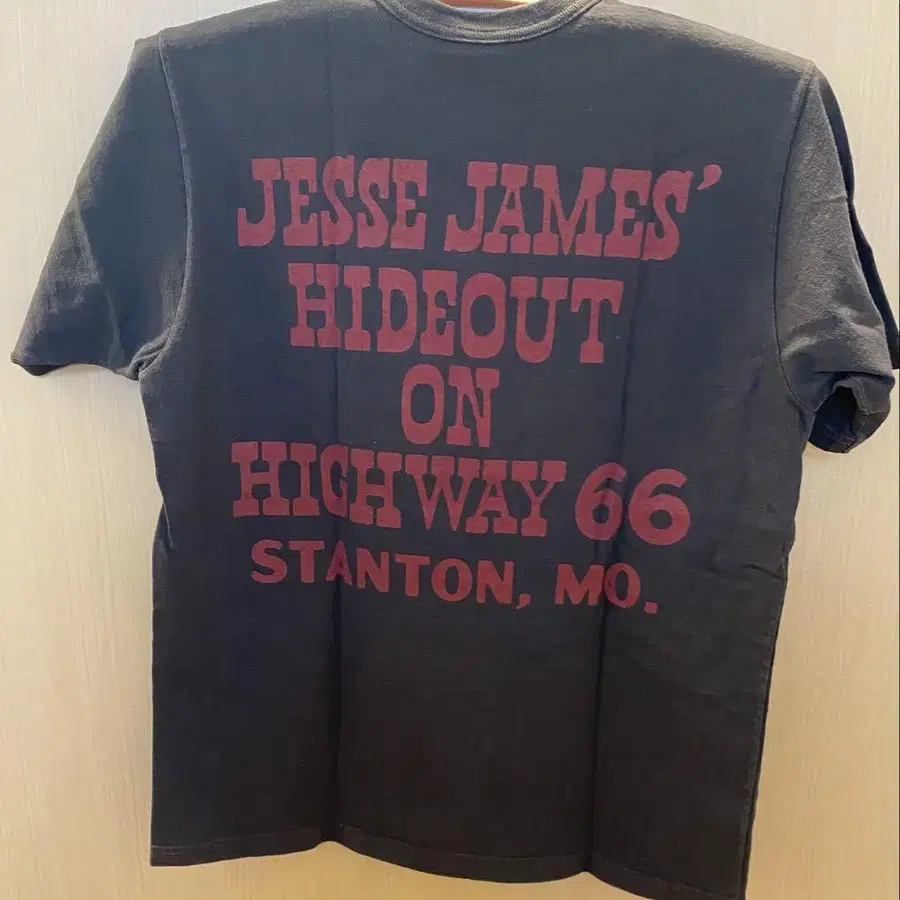 JESSE JAMES'
HIDEOUT
ON
HIGHWAY 66
STANTON, MO.